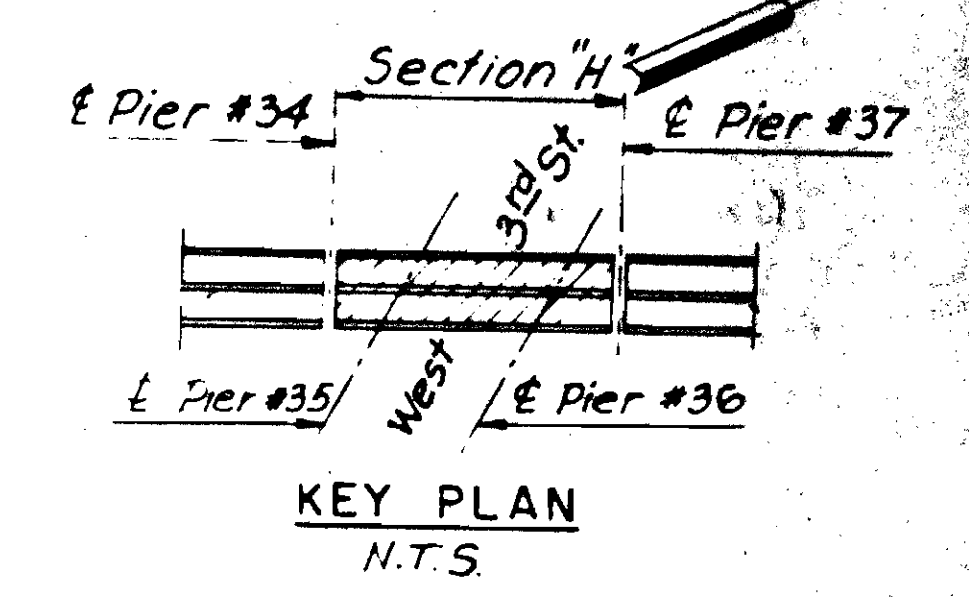 Section "H"
℄ Pier #34
℄ Pier #37
West 3rd St.
℄ Pier #35
℄ Pier #36
KEY PLAN
N.T.S.